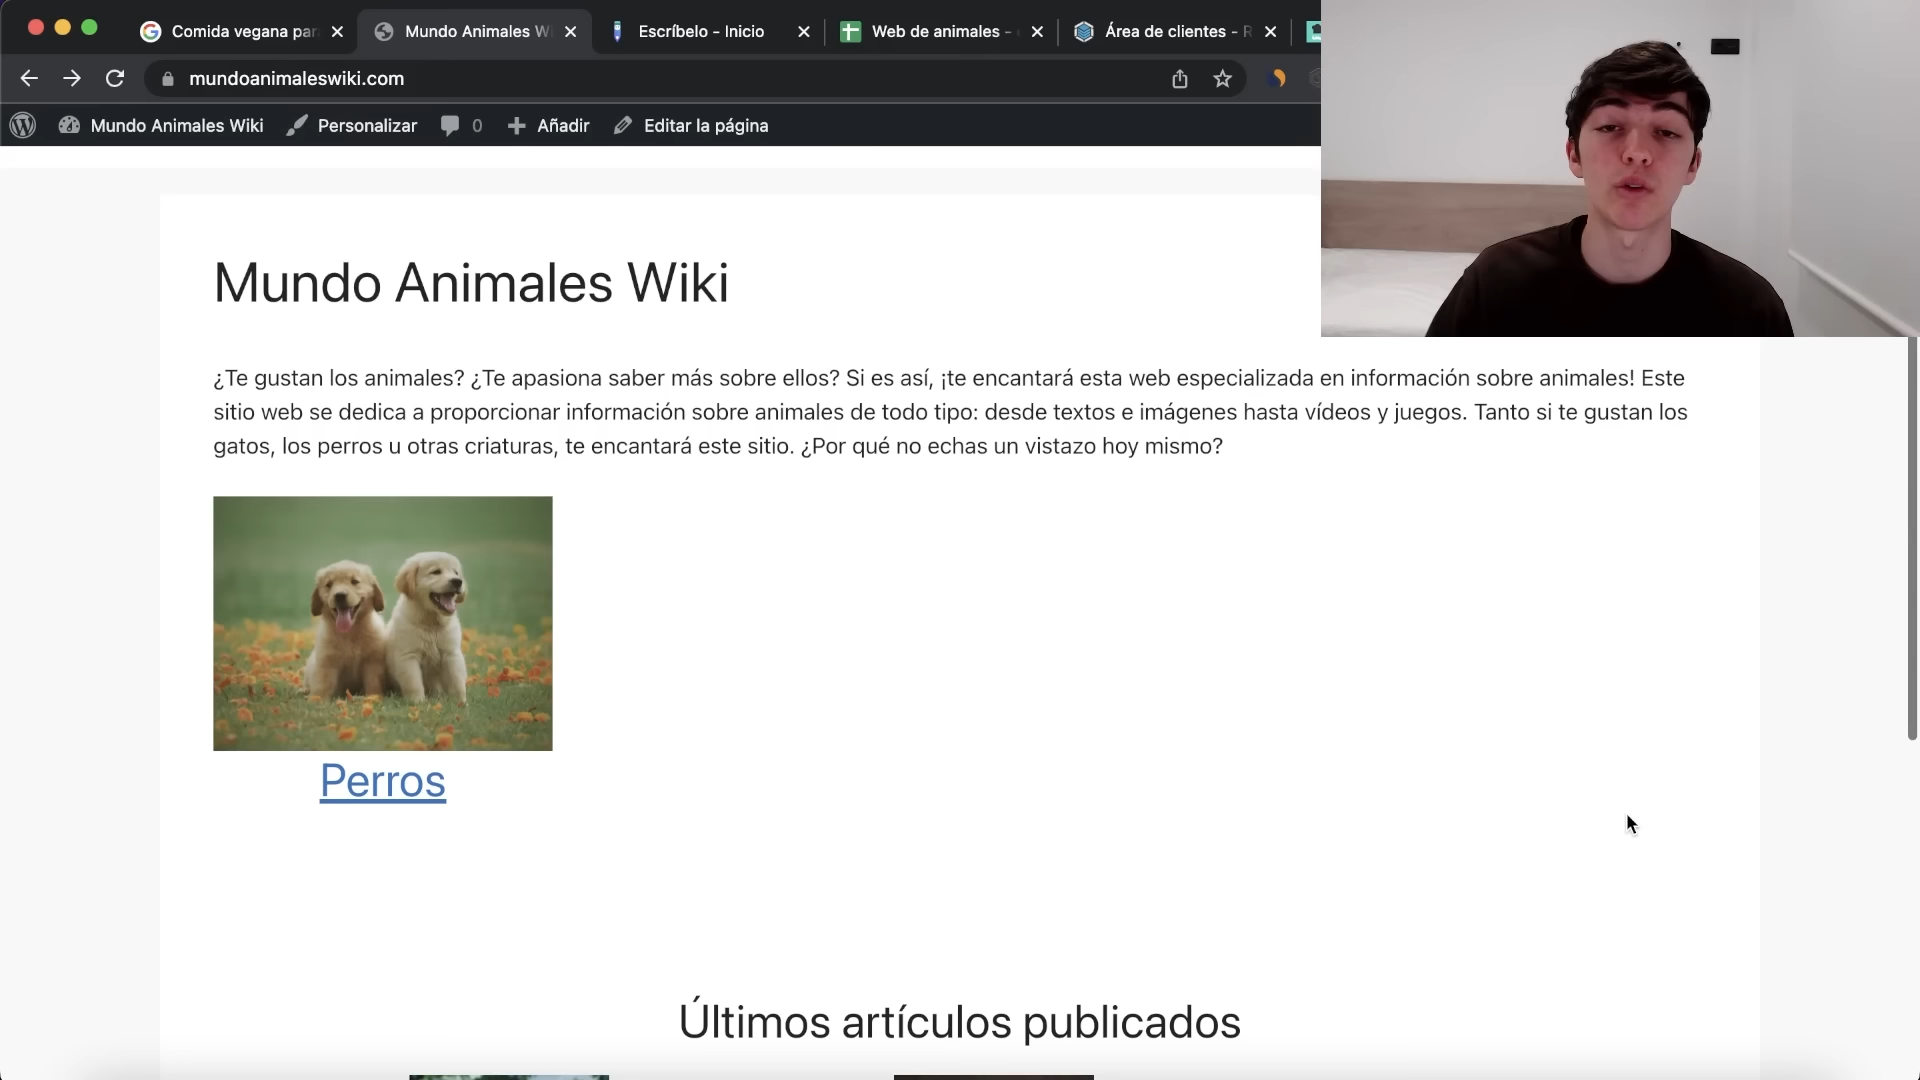 Comida vegana par
Mundo Animales W
Escríbelo - Inicio
Web de animales -
Área de clientes - R
mundoanimaleswiki.com
Mundo Animales Wiki
Personalizar
0
Añadir
Editar la página
Mundo Animales Wiki
¿Te gustan los animales? ¿Te apasiona saber más sobre ellos? Si es así, ¡te encantará esta web especializada en información sobre animales! Este
sitio web se dedica a proporcionar información sobre animales de todo tipo: desde textos e imágenes hasta vídeos y juegos. Tanto si te gustan los
gatos, los perros u otras criaturas, te encantará este sitio. ¿Por qué no echas un vistazo hoy mismo?
Perros
Últimos artículos publicados